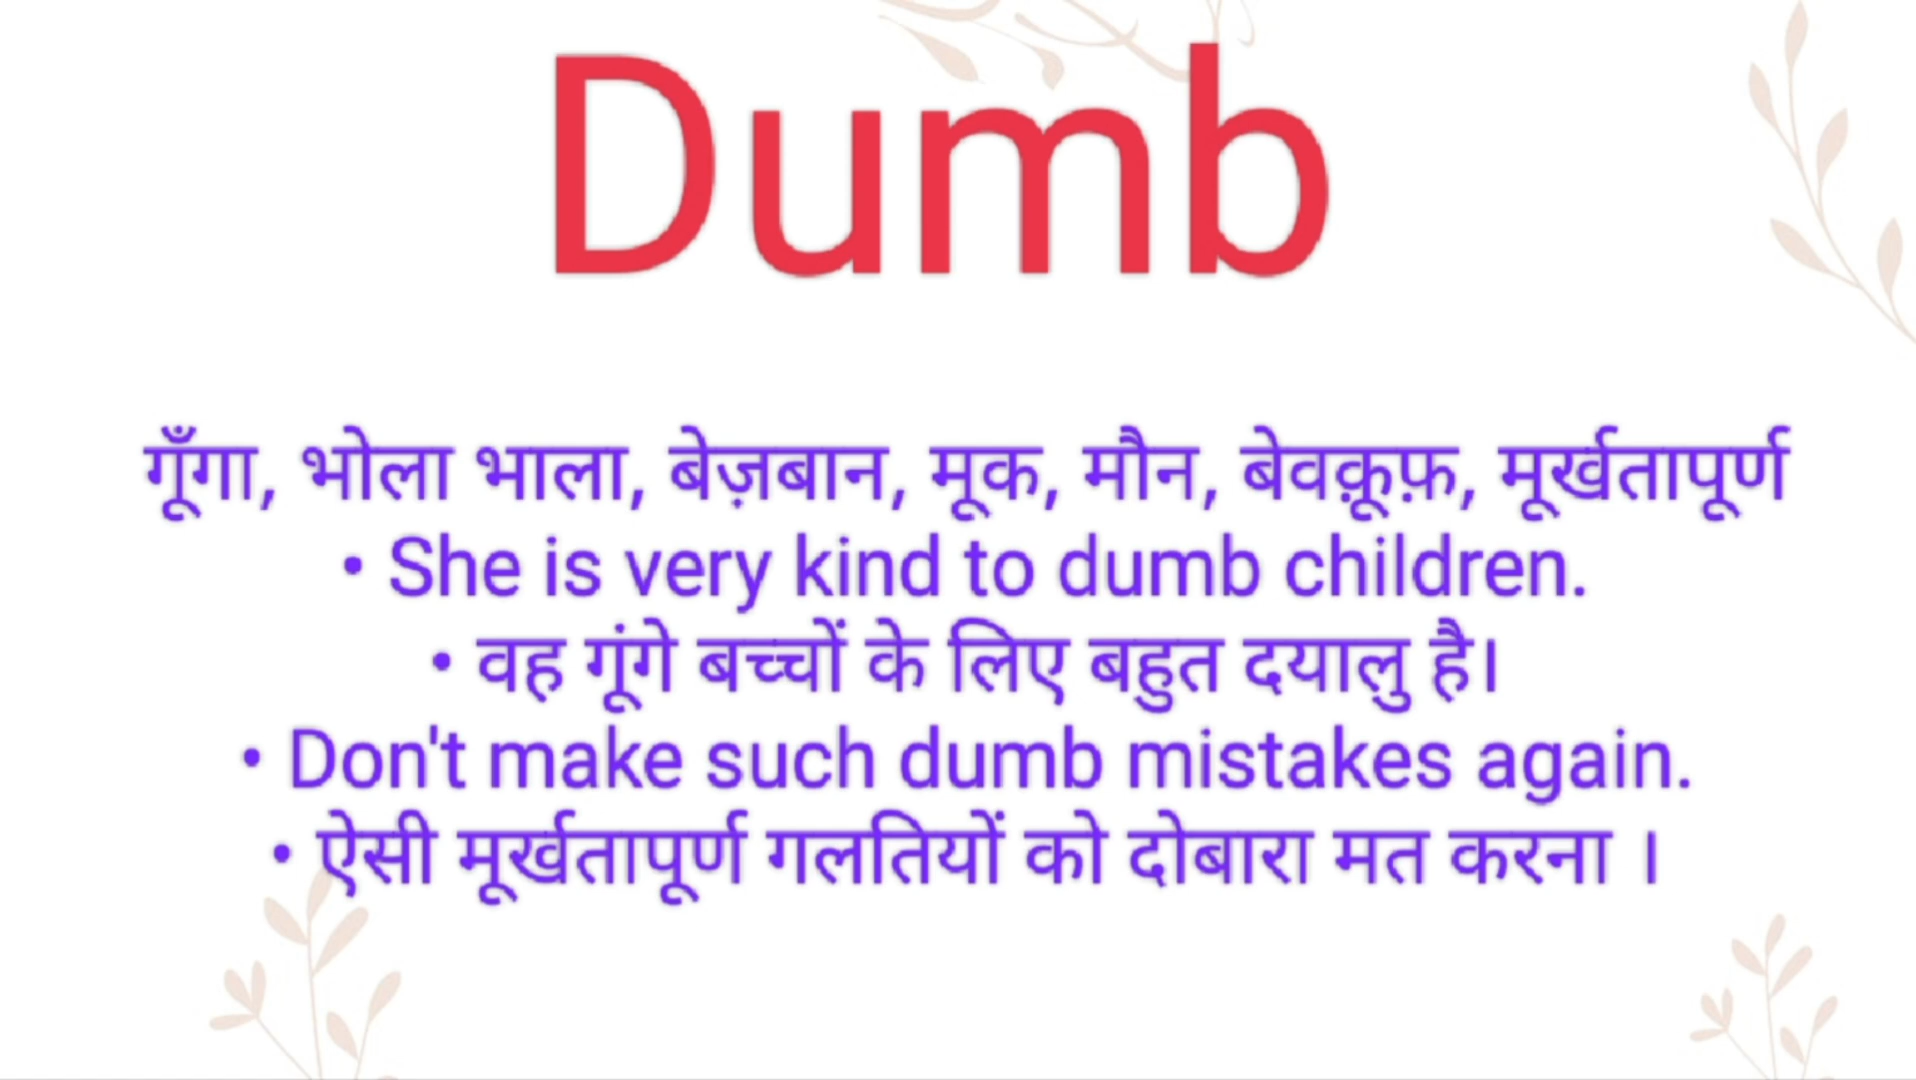 Dumb
गूँगा, भोला भाला, बेज़बान, मूक, मौन, बेवक़ूफ़, मूर्खतापूर्ण
• She is very kind to dumb children.
• वह गूंगे बच्चों के लिए बहुत दयालु है।
• Don't make such dumb mistakes again.
• ऐसी मूर्खतापूर्ण गलतियों को दोबारा मत करना ।